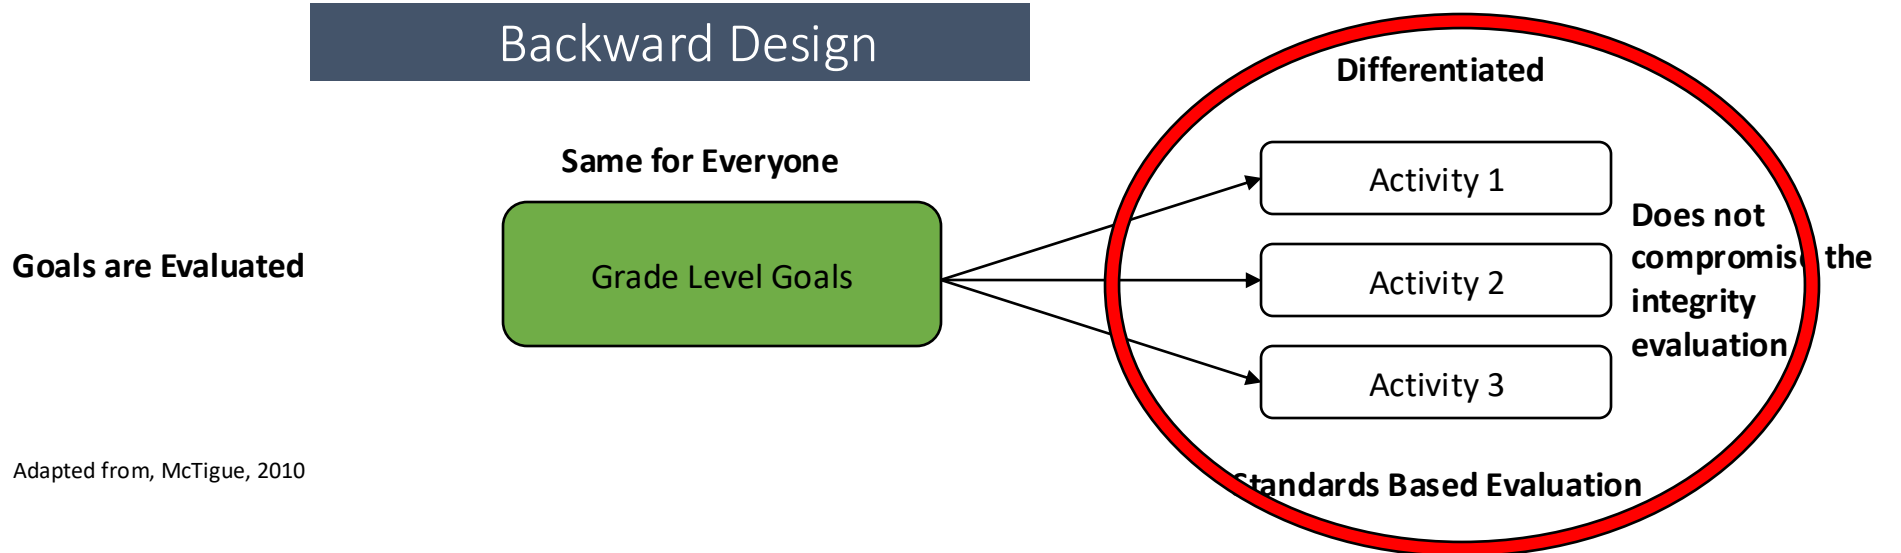 Backward Design
Differentiated
Same for Everyone
Activity 1
Does not
compromise the
integrity
evaluation
Goals are Evaluated
Grade Level Goals
Activity 2
Activity 3
Adapted from, McTigue, 2010
Standards Based Evaluation